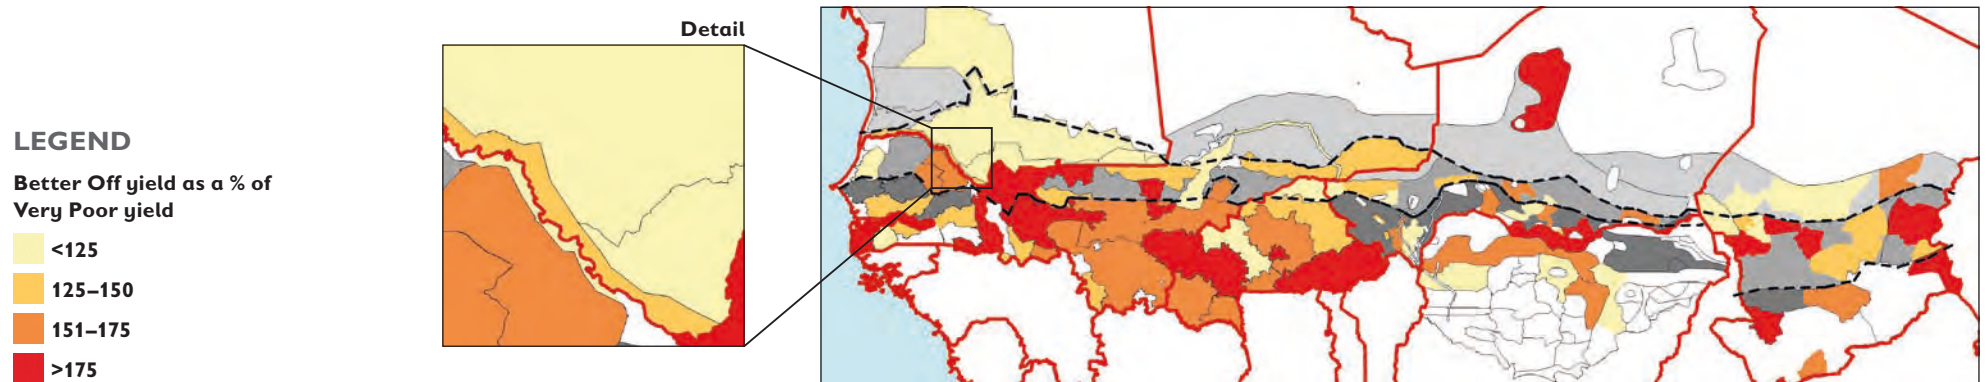 Detail
LEGEND
Better Off yield as a % of
Very Poor yield
<125
125–150
151–175
>175